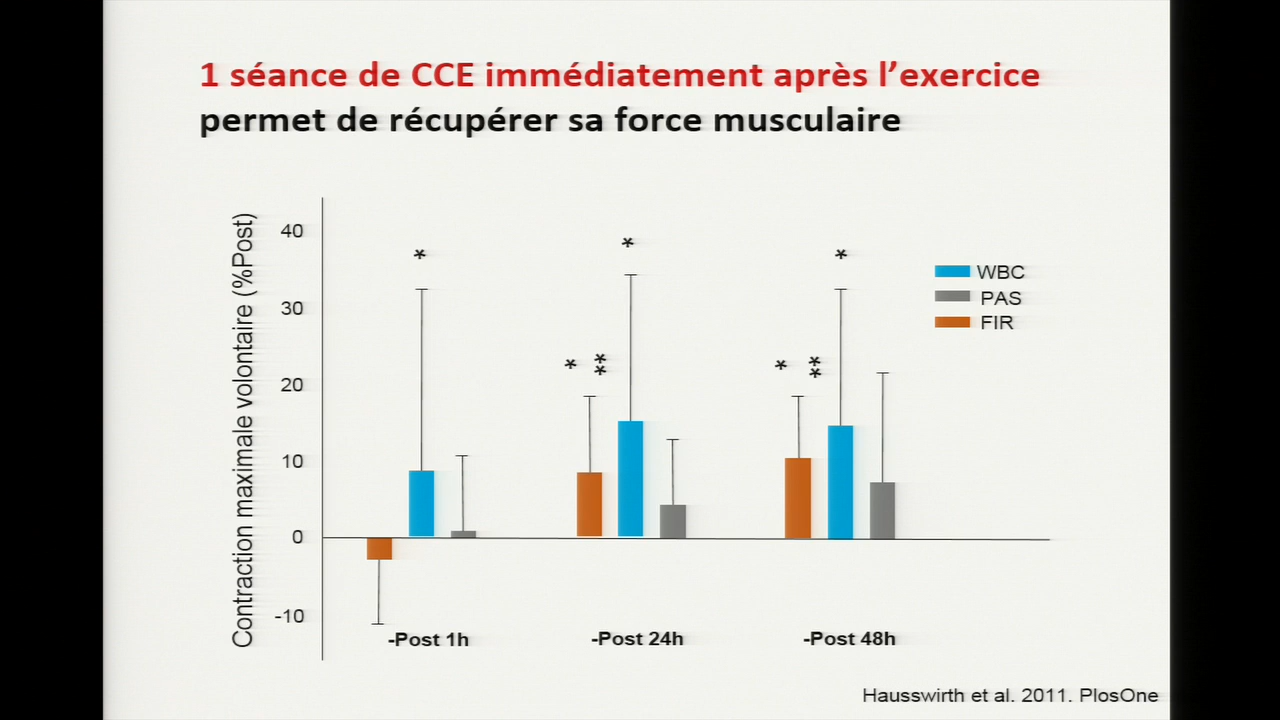 1 séance de CCE immédiatement après l'exercice
permet de récupérer sa force musculaire
Contraction maximale volontaire (%Post)
40
30
20
10
0
-10
*
* ** *
* ** *
WBC
PAS
FIR
-Post 1h
-Post 24h
-Post 48h
Hausswirth et al. 2011. PlosOne